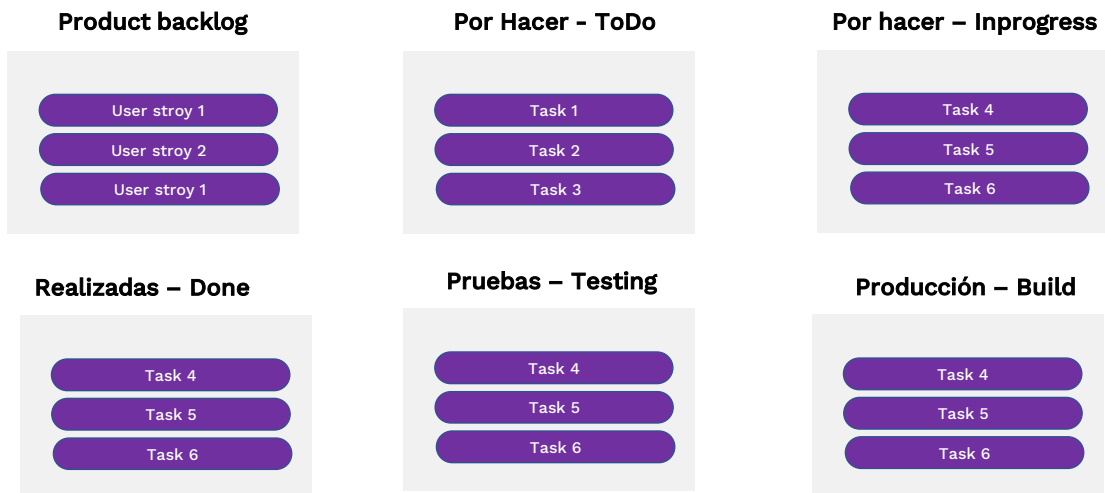 Product backlog
User stroy 1
User stroy 2
User stroy 1
Por Hacer - ToDo
Task 1
Task 2
Task 3
Por hacer – Inprogress
Task 4
Task 5
Task 6
Realizadas – Done
Task 4
Task 5
Task 6
Pruebas – Testing
Task 4
Task 5
Task 6
Producción – Build
Task 4
Task 5
Task 6